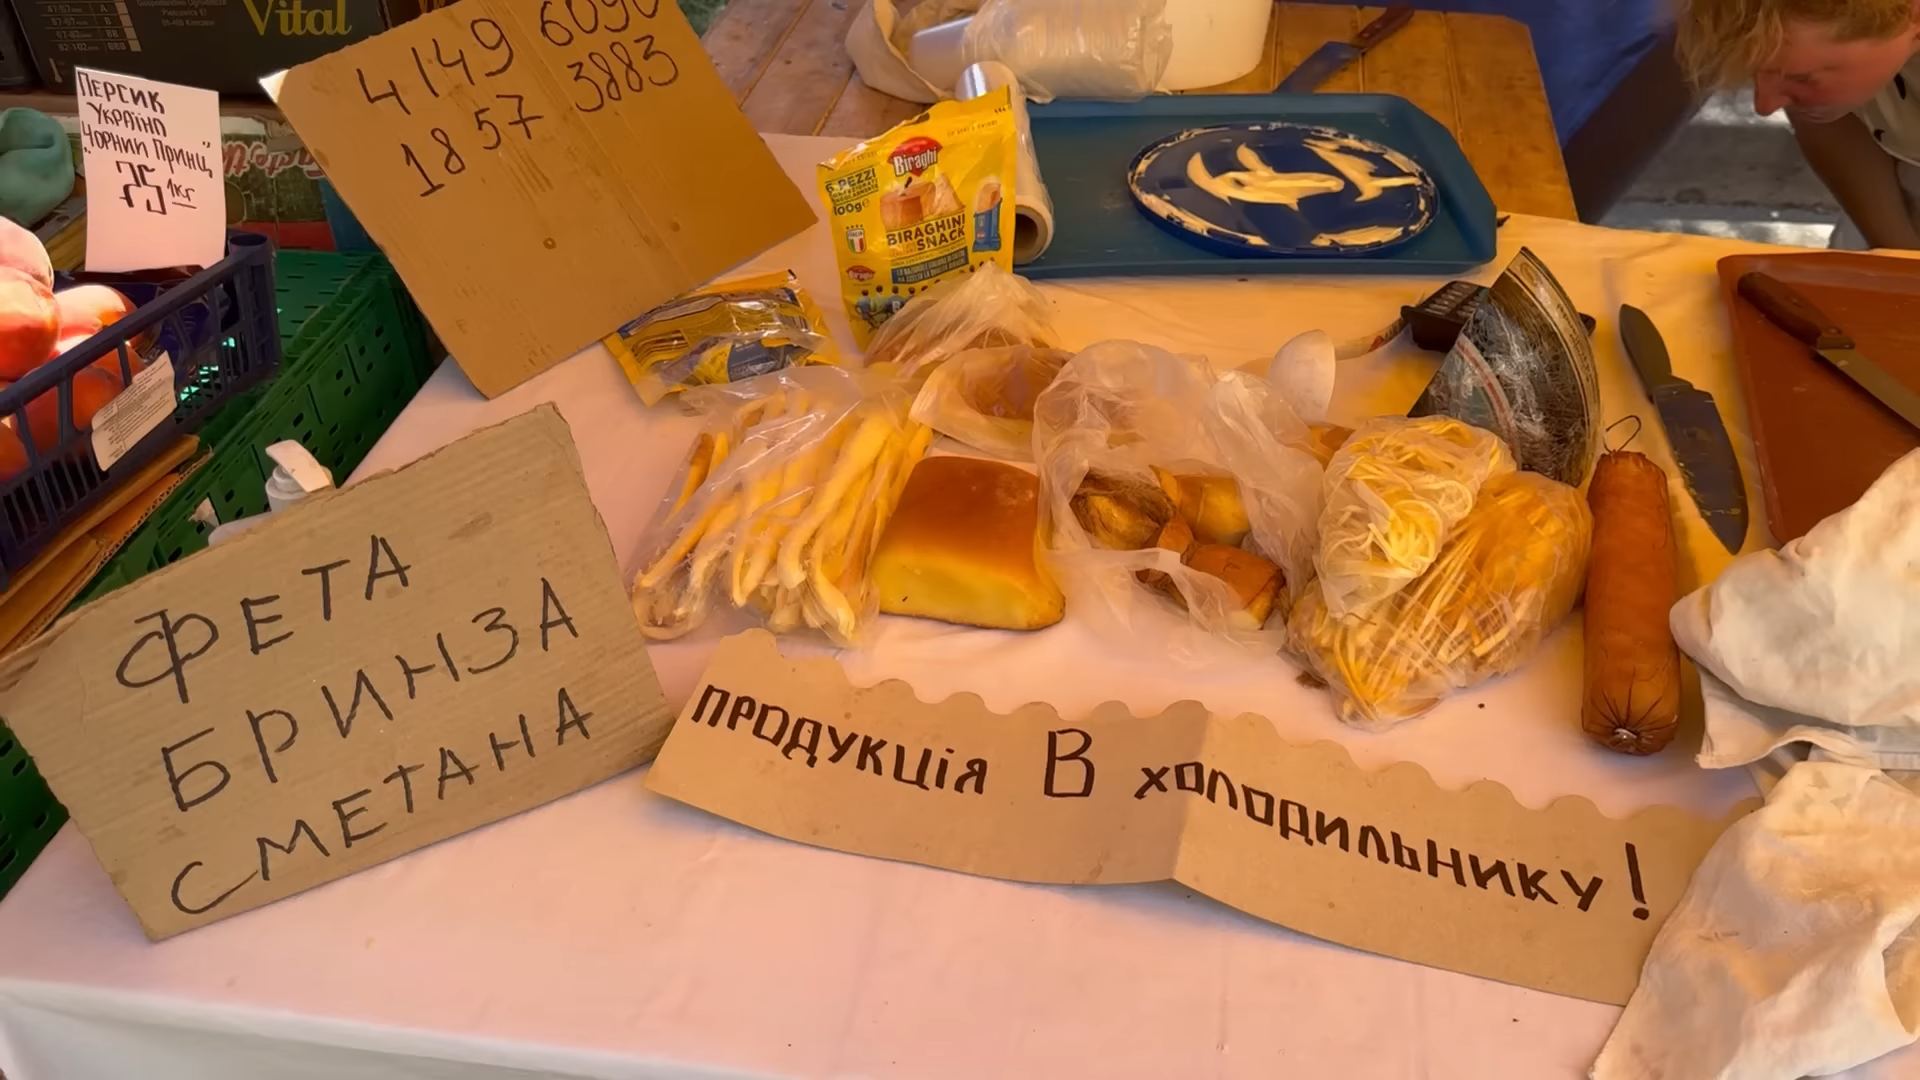 Vital
ПЕРСИК
УКРАЇНА
"ЧОРНИЙ ПРИНЦ"
75 1кг
4149 6090
1857 3883
Biraghi
6 PEZZI
100g e
BIRAGHINI
SNACK
ФЕТА
БРИНЗА
СМЕТАНА
ПРОДУКЦІЯ В ХОЛОДИЛЬНИКУ!